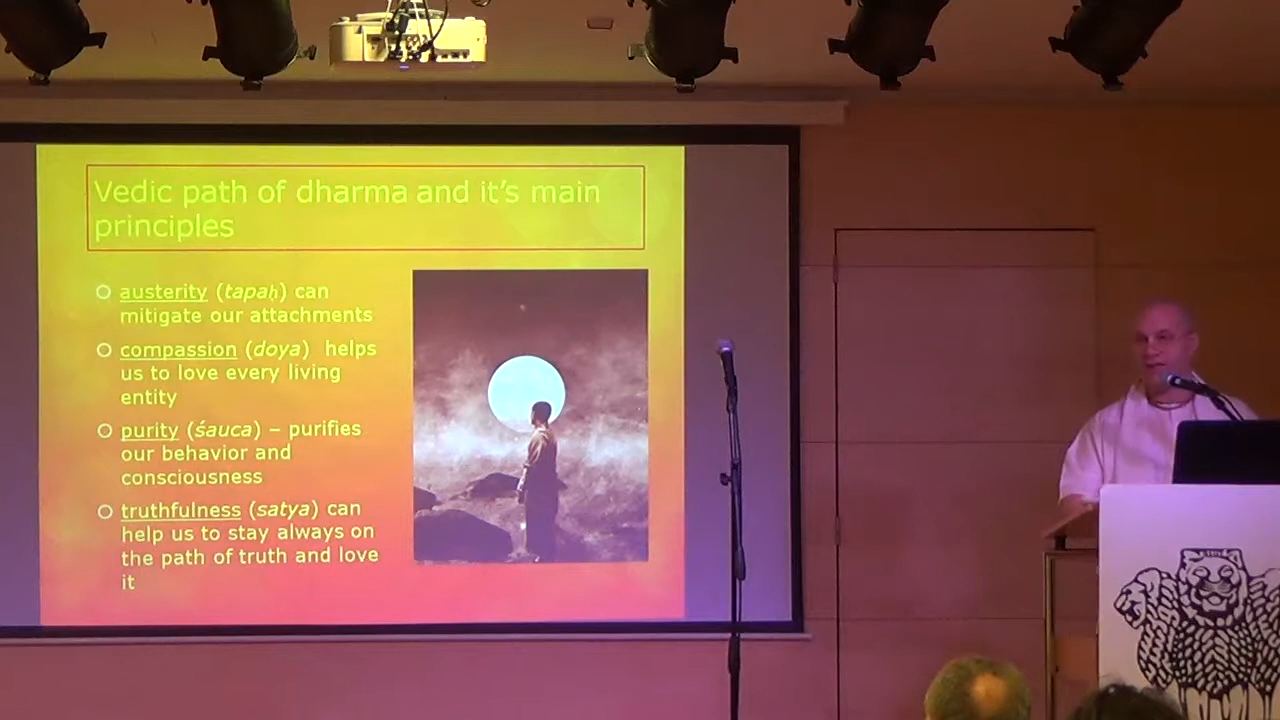 Vedic path of dharma and it's main
principles
austerity (tapaḥ) can
mitigate our attachments
compassion (doya) helps
us to love every living
entity
purity (śauca) – purifies
our behavior and
consciousness
truthfulness (satya) can
help us to stay always on
the path of truth and love
it